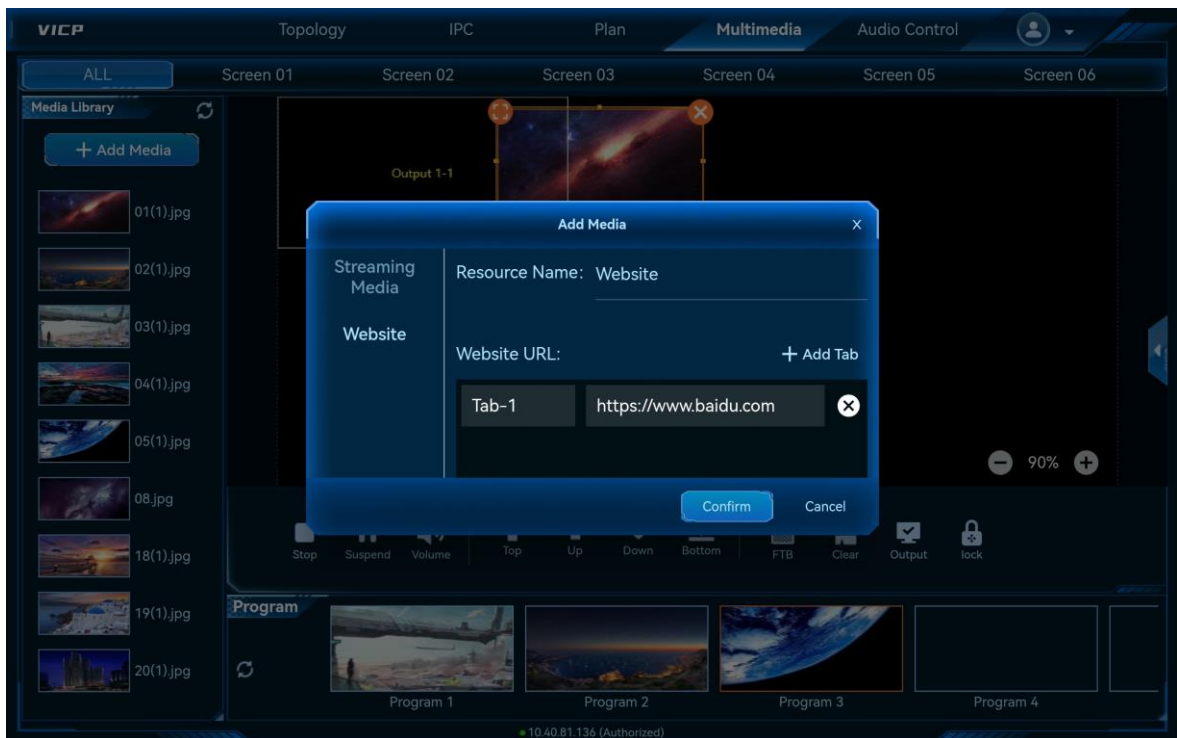 VICP
Topology
IPC
Plan
Multimedia
Audio Control
ALL
Screen 01
Screen 02
Screen 03
Screen 04
Screen 05
Screen 06
Media Library
+ Add Media
01(1).jpg
02(1).jpg
03(1).jpg
04(1).jpg
05(1).jpg
08.jpg
18(1).jpg
19(1).jpg
20(1).jpg
Output 1-1
Add Media
X
Streaming
Media
Website
Resource Name: Website
Website URL:
+ Add Tab
Tab-1
https://www.baidu.com
Confirm
Cancel
90%
Stop
Suspend
Volume
Top
Up
Down
Bottom
FTB
Clear
Output
lock
Program
Program 1
Program 2
Program 3
Program 4
10.40.81.136 (Authorized)